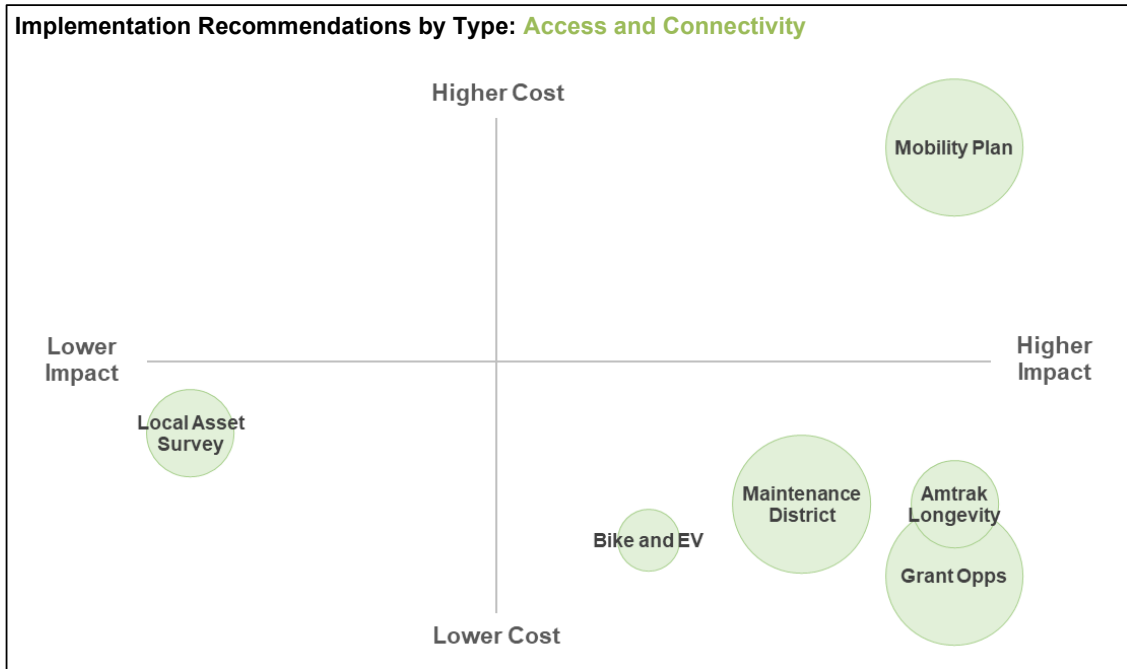 Implementation Recommendations by Type: Access and Connectivity
Higher Cost
Mobility Plan
Lower
Impact
Higher
Impact
Local Asset
Survey
Maintenance
District
Amtrak
Longevity
Bike and EV
Grant Opps
Lower Cost